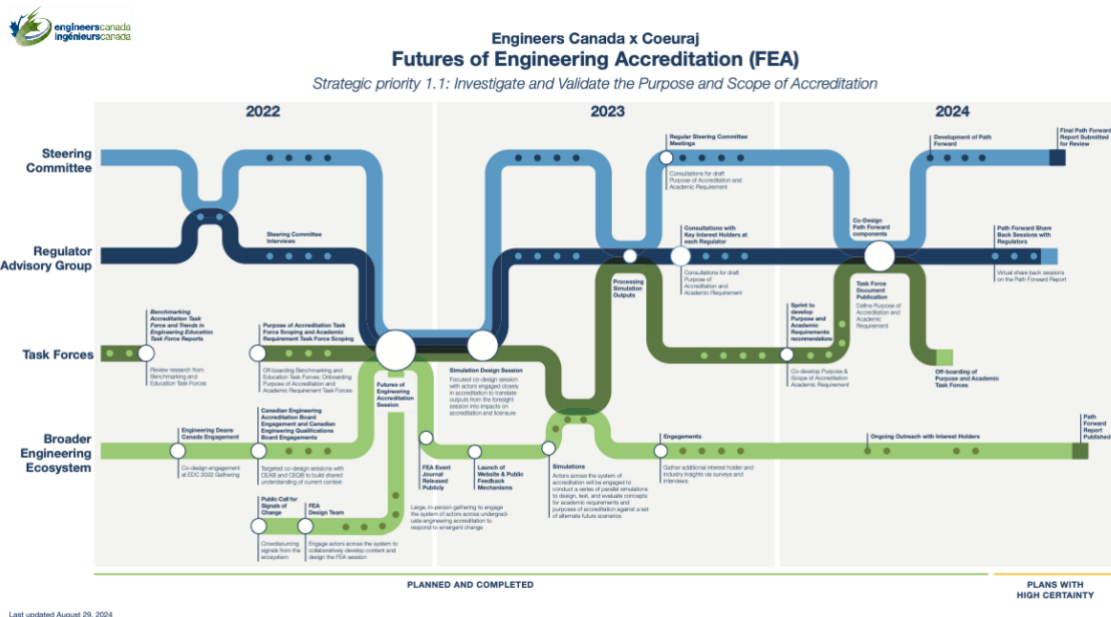 engineerscanada
ingénieurscanada
Engineers Canada x Coeuraj
Futures of Engineering Accreditation (FEA)
Strategic priority 1.1: Investigate and Validate the Purpose and Scope of Accreditation
2022
2023
2024
Steering
Committee
Regular Steering Committee
Meetings
Consultations for draft
Purpose of Accreditation and
Academic Requirement
Development of Path
Forward
Final Path Forward
Report Submitted
for Review
Regulator
Advisory Group
Steering Committee
Interviews
Processing
Simulation
Outputs
Consultations with
Key Interest Holders at
each Regulator
Consultations for draft
Purpose of
Accreditation and
Academic Requirement
Co-Design
Path Forward
components
Path Forward Share
Back Sessions with
Regulators
Virtual share back sessions
on the Path Forward Report
Task Forces
Benchmarking
Accreditation Task
Force and Trends in
Engineering Education
Task Force Reports
Review research from
Benchmarking and
Education Task Forces
Purpose of Accreditation Task
Force Scoping and Academic
Requirement Task Force Scoping
Off-boarding Benchmarking and
Education Task Forces; Onboarding
Purpose of Accreditation and
Academic Requirement Task Forces
Futures of
Engineering
Accreditation
Session
Simulation Design Session
Focused co-design session
with actors engaged closely
in accreditation to translate
outputs from the foresight
session into impacts on
accreditation and licensure
Sprint to
develop
Purpose and
Academic
Requirements
recommendations
Co-develop Purpose &
Scope of Accreditation
Academic Requirement
Task Force
Document
Publication
Define Purpose of
Accreditation and
Academic
Requirement
Off-boarding of
Purpose and Academic
Task Forces
Broader
Engineering
Ecosystem
Engineering Deans
Canada Engagement
Co-design engagement
at EDC 2022 Gathering
Canadian Engineering
Accreditation Board
Engagement and Canadian
Engineering Qualifications
Board Engagements
Targeted co-design sessions with
CEAB and CEQB to build shared
understanding of current context
Public Call for
Signals of
Change
Crowdsourcing
signals from the
ecosystem
FEA
Design Team
Engage actors across the system to
collaboratively develop content and
design the FEA session
FEA Event
Journal
Released
Publicly
Launch of
Website & Public
Feedback
Mechanisms
Large, in-person gathering to engage
the system of actors across undergrad-
uate engineering accreditation to
respond to emergent change
Simulations
Actors across the system of
accreditation will be engaged to
conduct a series of parallel simulations
to design, test, and evaluate concepts
for academic requirements and
purposes of accreditation against a set
of alternate future scenarios
Engagements
Gather additional interest holder and
industry insights via surveys and
interviews
Ongoing Outreach with Interest Holders
Path
Forward
Report
Published
PLANNED AND COMPLETED
PLANS WITH
HIGH CERTAINTY
Last updated August 29, 2024